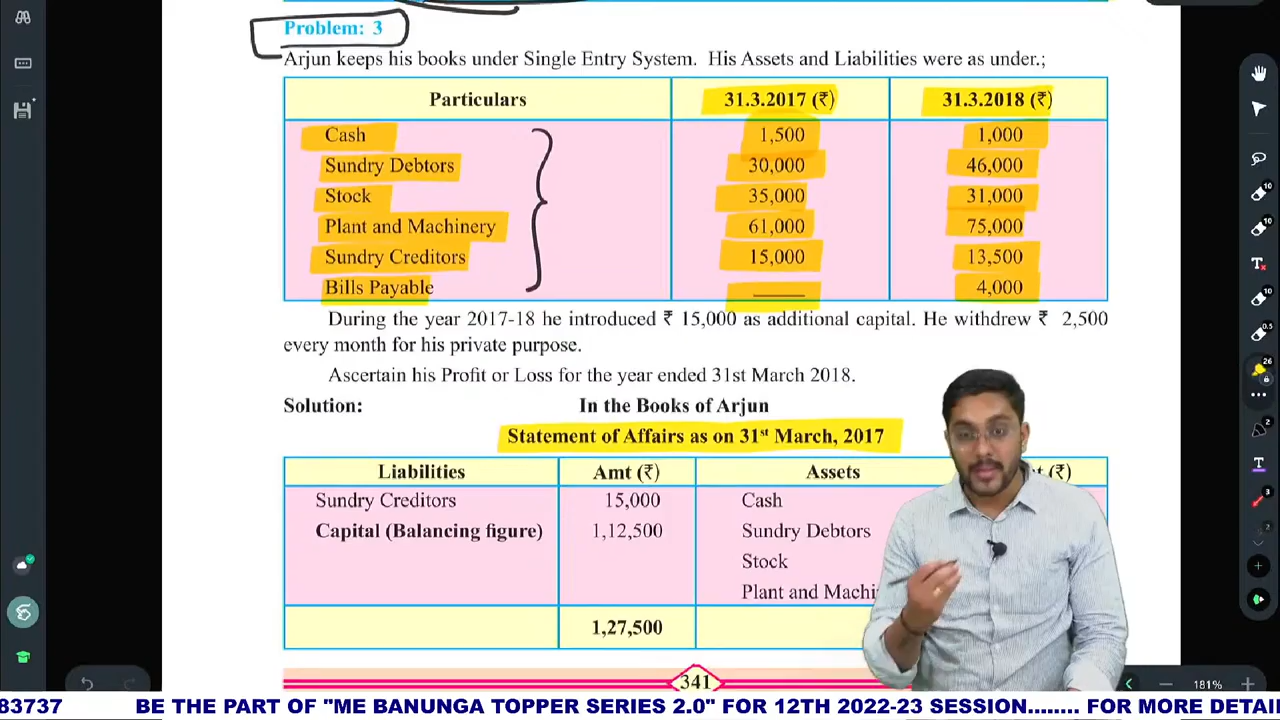 Problem: 3
Arjun keeps his books under Single Entry System. His Assets and Liabilities were as under.;
Particulars 31.3.2017 (₹) 31.3.2018 (₹)
Cash 1,500 1,000
Sundry Debtors 30,000 46,000
Stock 35,000 31,000
Plant and Machinery 61,000 75,000
Sundry Creditors 15,000 13,500
Bills Payable —— 4,000
During the year 2017-18 he introduced ₹ 15,000 as additional capital. He withdrew ₹ 2,500
every month for his private purpose.
Ascertain his Profit or Loss for the year ended 31st March 2018.
Solution: In the Books of Arjun
Statement of Affairs as on 31st March, 2017
Liabilities Amt (₹) Assets (₹)
Sundry Creditors 15,000 Cash
Capital (Balancing figure) 1,12,500 Sundry Debtors
Stock
Plant and Machi
1,27,500
341
181%
83737 BE THE PART OF "ME BANUNGA TOPPER SERIES 2.0" FOR 12TH 2022-23 SESSION........ FOR MORE DETAI